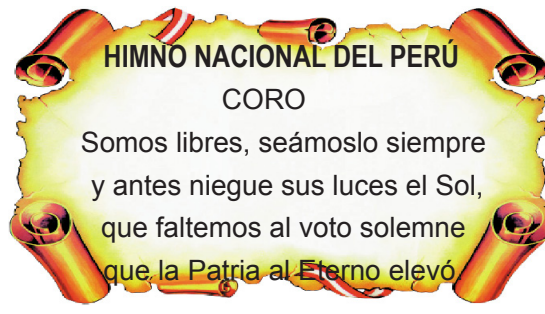 HIMNO NACIONAL DEL PERÚ
CORO
Somos libres, seámoslo siempre
y antes niegue sus luces el Sol,
que faltemos al voto solemne
que la Patria al Eterno elevó.